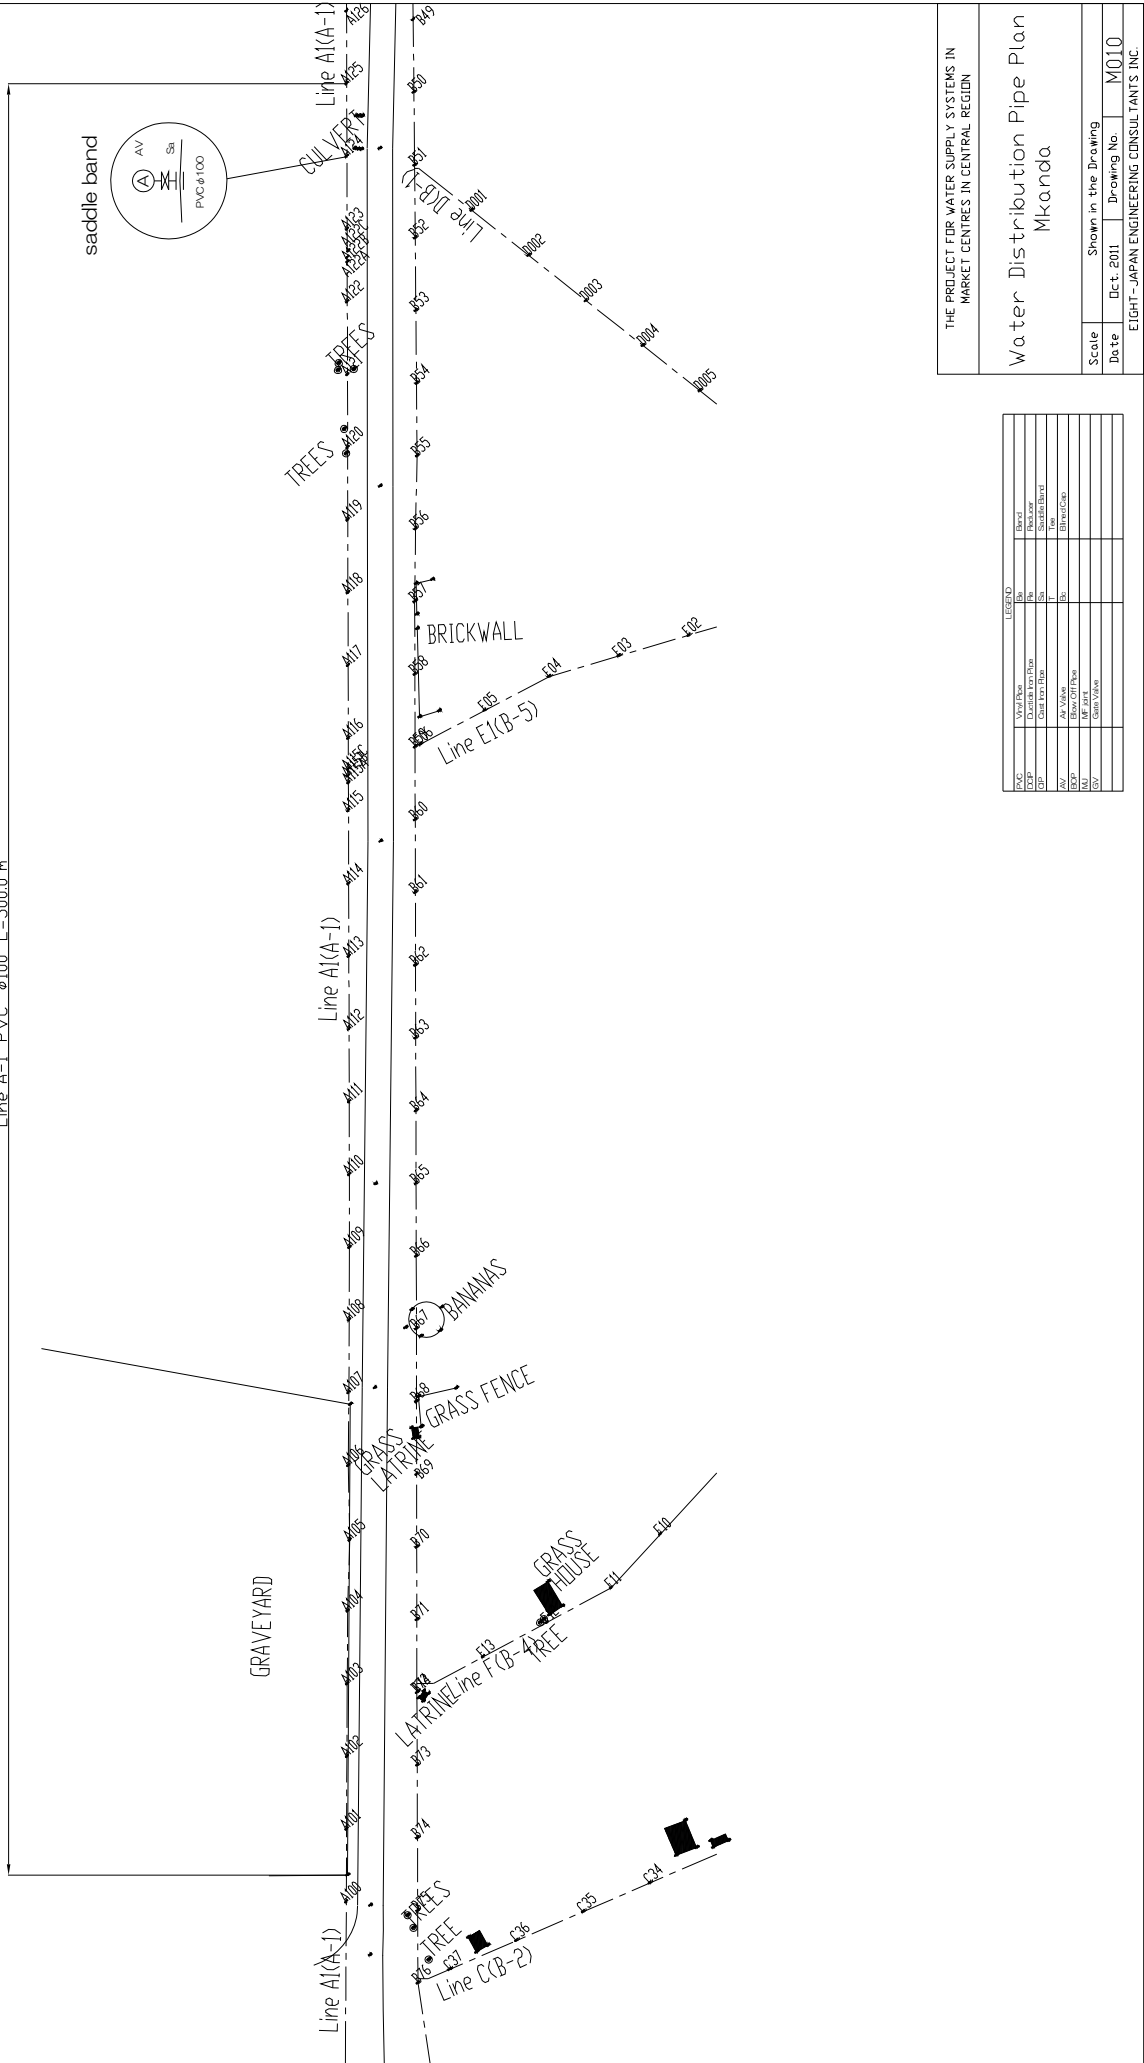 Line A1(A-1)
A126
B49
A125
B50
saddle band
A
AV
Sa
PVCφ100
CULVERT
A124
B51
Line D(B-1)
D001
D002
D003
D004
D005
A123
B52
A122A
A122
B53
TREES
A121
B54
TREES
A120
B55
A119
B56
A118
B57
BRICKWALL
A117
B58
E02
E03
E04
E05
Line E1(B-5)
A116
A115
B60
A114
B61
Line A1(A-1)
A113
B62
A112
B63
A111
B64
A110
B65
A109
B66
A108
B67
BANANAS
A107
B68
GRASS FENCE
GRASS
LATRINE
A106
B69
A105
B70
F10
F11
GRASS
HOUSE
TREE
F13
Line F(B-4)
GRAVEYARD
A104
B71
A103
LATRINE
A102
B73
A101
B74
A100
B75
TREES
TREE
B76
C34
C35
C36
C37
Line C(B-2)
Line A1(A-1)
THE PROJECT FOR WATER SUPPLY SYSTEMS IN
MARKET CENTRES IN CENTRAL REGION
Water Distribution Pipe Plan
Mkanda
Scale Shown in the Drawing
Date Oct. 2011 Drawing No. M010
EIGHT-JAPAN ENGINEERING CONSULTANTS INC.
LEGEND
PVC Vinyl Pipe Be Bend
DCIP Ductile Iron Pipe Re Reducer
CIP Cast Iron Pipe Sa Saddle Band
T Tee
AV Air Valve Bc Blined Cap
BOP Blow Off Pipe
MJ MF joint
GV Gate Valve